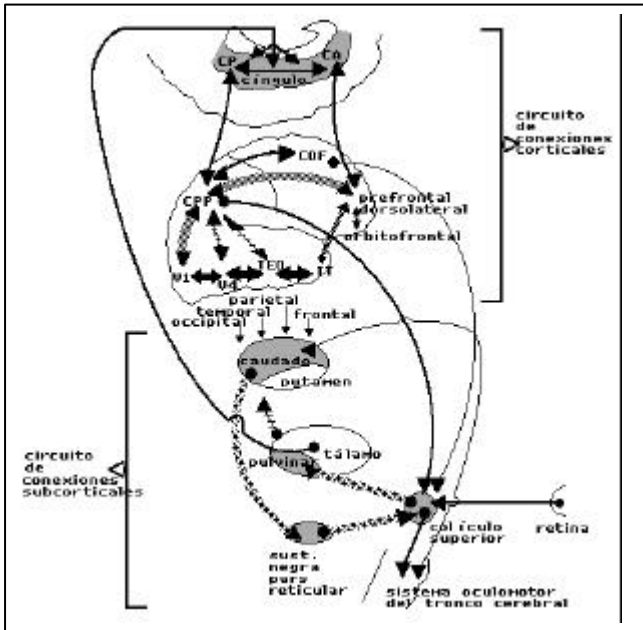 CP CA
cíngulo
circuito
de
conexiones
corticales
COF
CPP
prefrontal
dorsolateral
orbitofrontal
V1 V4 TEO IT
parietal
temporal frontal
occipital
caudado
putamen
tálamo
pulvinar
circuito
de
conexiones
subcorticales
colículo
superior
retina
sust.
negra
pars
reticular
sistema oculomotor
del tronco cerebral